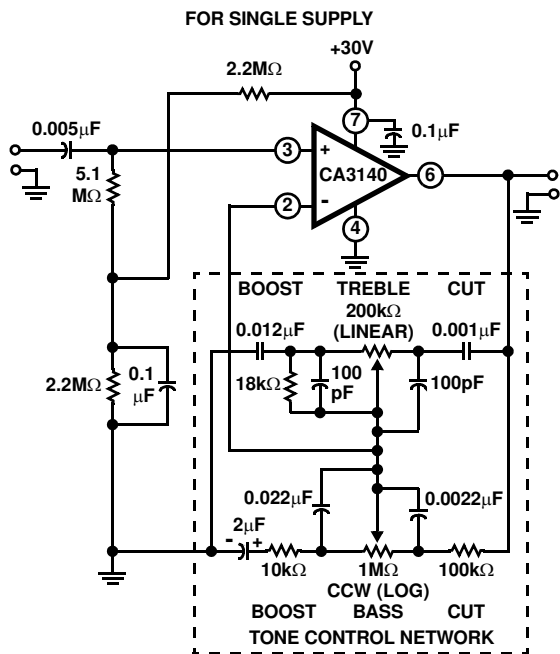 FOR SINGLE SUPPLY
+30V
2.2MΩ
7
0.1μF
0.005μF
3
+
CA3140
6
5.1
MΩ
2
-
4
BOOST TREBLE CUT
200kΩ
(LINEAR)
0.012μF
0.001μF
18kΩ
100
pF
100pF
2.2MΩ
0.1
μF
0.022μF
0.0022μF
2μF
- +
10kΩ
1MΩ
100kΩ
CCW (LOG)
BOOST BASS CUT
TONE CONTROL NETWORK